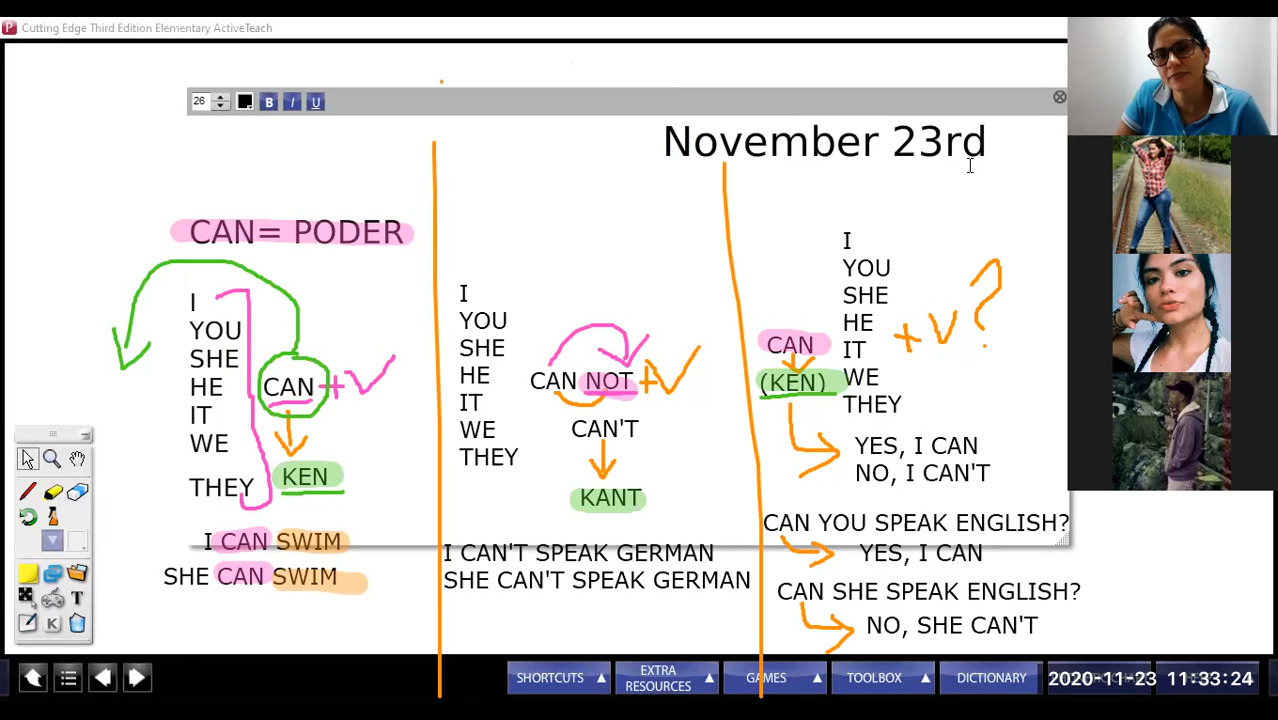 Cutting Edge Third Edition Elementary ActiveTeach
26 B I U
November 23rd
CAN= PODER
I
YOU
SHE
HE
IT
WE
THEY
CAN +V
KEN
I CAN SWIM
SHE CAN SWIM
I
YOU
SHE
HE
IT
WE
THEY
CAN NOT +V
CAN'T
KANT
I CAN'T SPEAK GERMAN
SHE CAN'T SPEAK GERMAN
CAN
(KEN)
I
YOU
SHE
HE
IT
WE
THEY
+V?
YES, I CAN
NO, I CAN'T
CAN YOU SPEAK ENGLISH?
YES, I CAN
CAN SHE SPEAK ENGLISH?
NO, SHE CAN'T
T
K
SHORTCUTS
EXTRA
RESOURCES
GAMES
TOOLBOX
DICTIONARY
2020-11-23 11:33:24